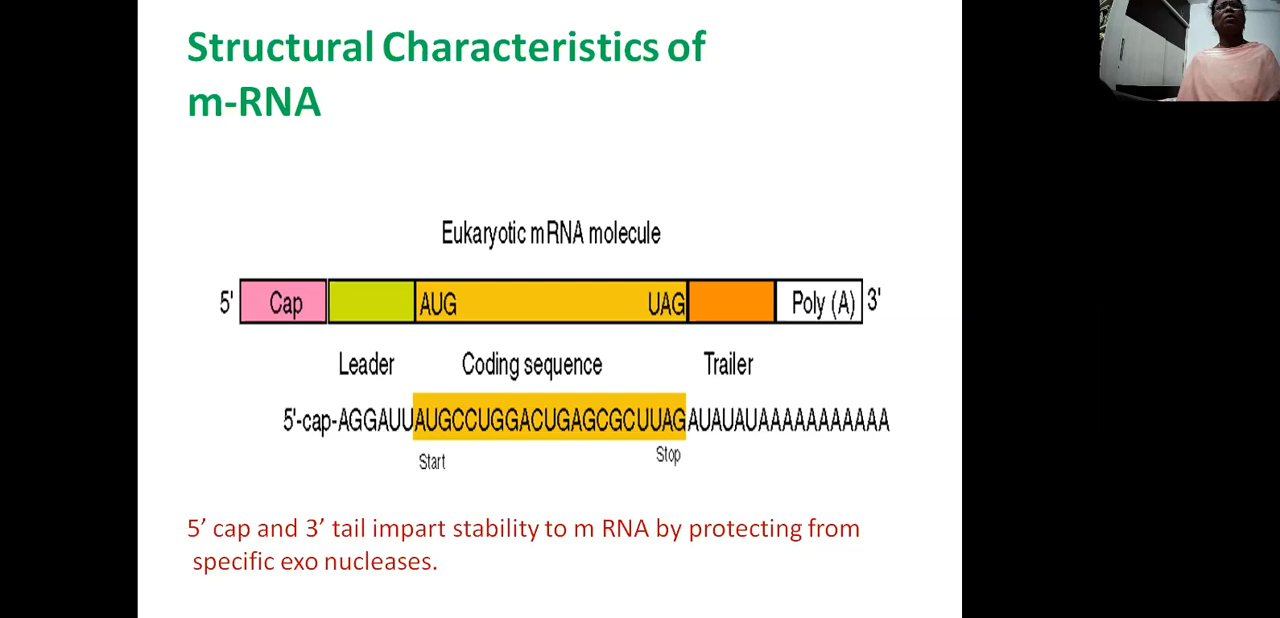 Structural Characteristics of
m-RNA
Eukaryotic mRNA molecule
5' Cap AUG UAG Poly (A) 3'
Leader Coding sequence Trailer
5'-cap-AGGAUUAUGCCUGGACUGAGCGCUUAGAUAUAUAAAAAAAAAAA
Start Stop
5’ cap and 3’ tail impart stability to m RNA by protecting from
specific exo nucleases.